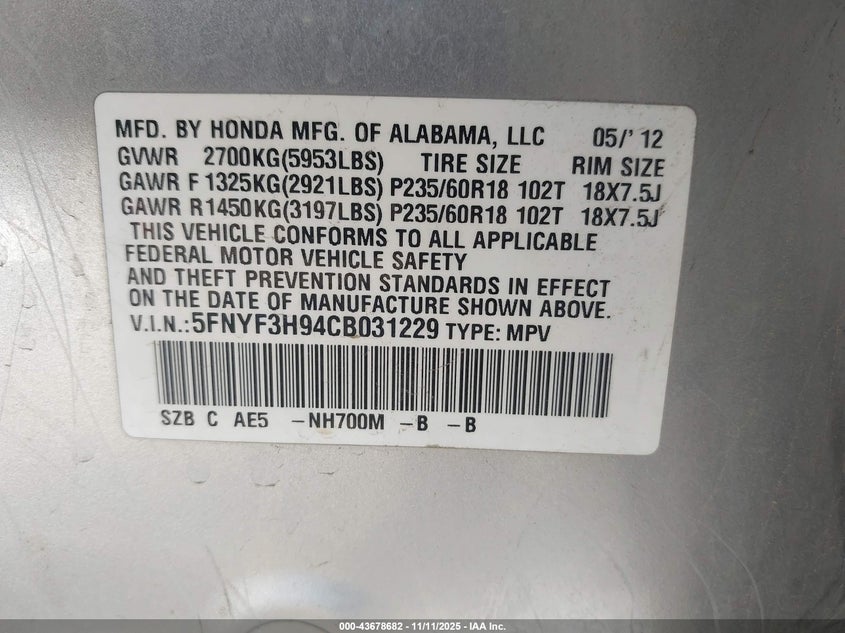 MFD. BY HONDA MFG. OF ALABAMA, LLC 05/' 12
GVWR 2700KG(5953LBS) TIRE SIZE RIM SIZE
GAWR F 1325KG(2921LBS) P235/60R18 102T 18X7.5J
GAWR R1450KG(3197LBS) P235/60R18 102T 18X7.5J
THIS VEHICLE CONFORMS TO ALL APPLICABLE
FEDERAL MOTOR VEHICLE SAFETY
AND THEFT PREVENTION STANDARDS IN EFFECT
ON THE DATE OF MANUFACTURE SHOWN ABOVE.
V.I.N.:5FNYF3H94CB031229 TYPE: MPV
SZB C AE5 -NH700M -B -B
000-43678682 - 11/11/2025 - IAA Inc.